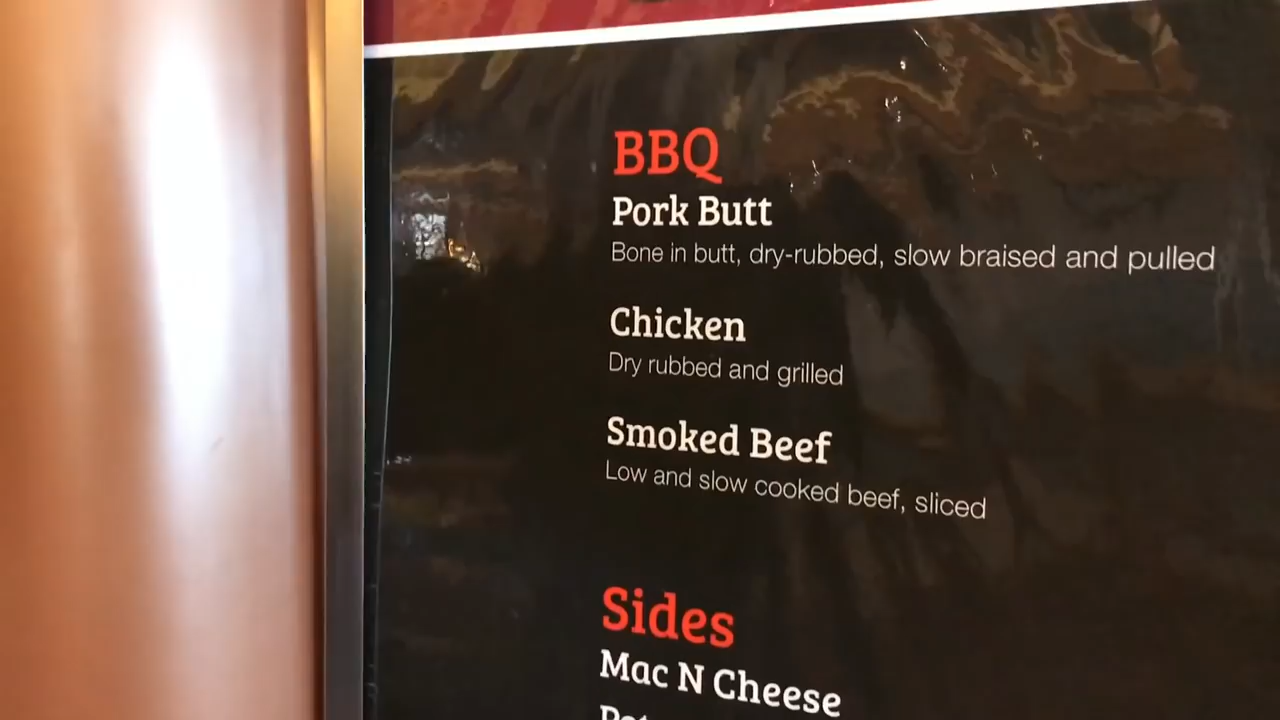 BBQ
Pork Butt
Bone in butt, dry-rubbed, slow braised and pulled
Chicken
Dry rubbed and grilled
Smoked Beef
Low and slow cooked beef, sliced
Sides
Mac N Cheese